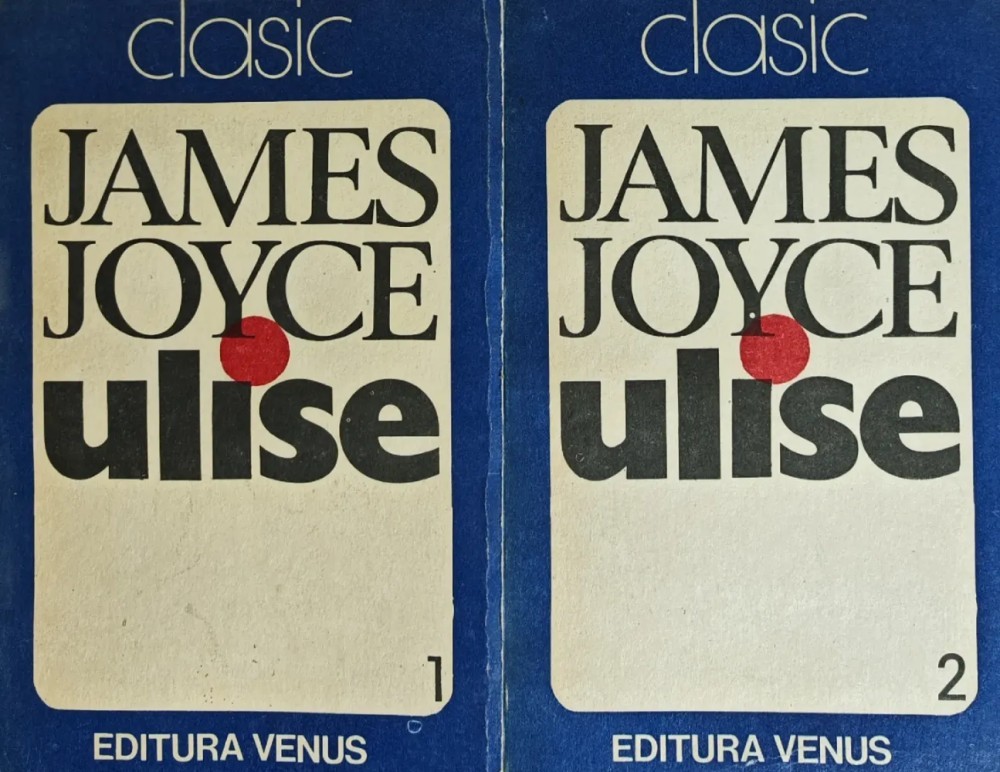 clasic
JAMES
JOYCE
ulise
1
EDITURA VENUS
clasic
JAMES
JOYCE
ulise
2
EDITURA VENUS